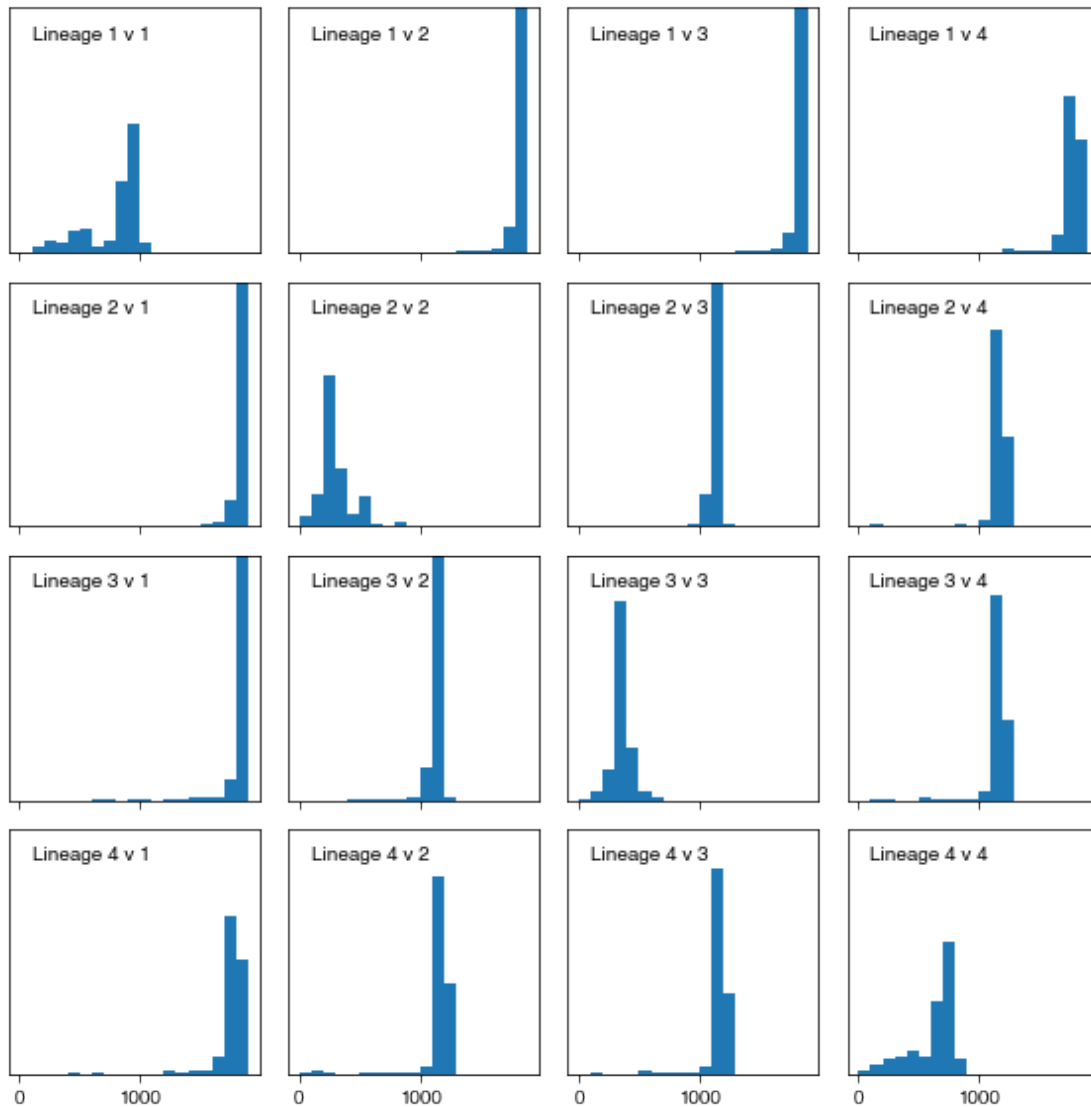 Lineage 1 v 1
Lineage 1 v 2
Lineage 1 v 3
Lineage 1 v 4
Lineage 2 v 1
Lineage 2 v 2
Lineage 2 v 3
Lineage 2 v 4
Lineage 3 v 1
Lineage 3 v 2
Lineage 3 v 3
Lineage 3 v 4
Lineage 4 v 1
Lineage 4 v 2
Lineage 4 v 3
Lineage 4 v 4
0 1000 0 1000 0 1000 0 1000